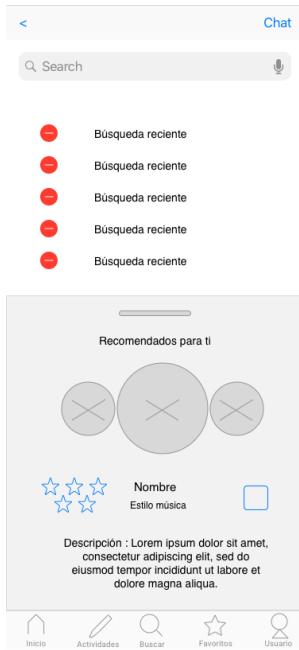 < Chat
Search
Búsqueda reciente
Búsqueda reciente
Búsqueda reciente
Búsqueda reciente
Búsqueda reciente
Recomendados para ti
Nombre
Estilo música
Descripción : Lorem ipsum dolor sit amet,
consectetur adipiscing elit, sed do
eiusmod tempor incididunt ut labore et
dolore magna aliqua.
Inicio Actividades Buscar Favoritos Usuario